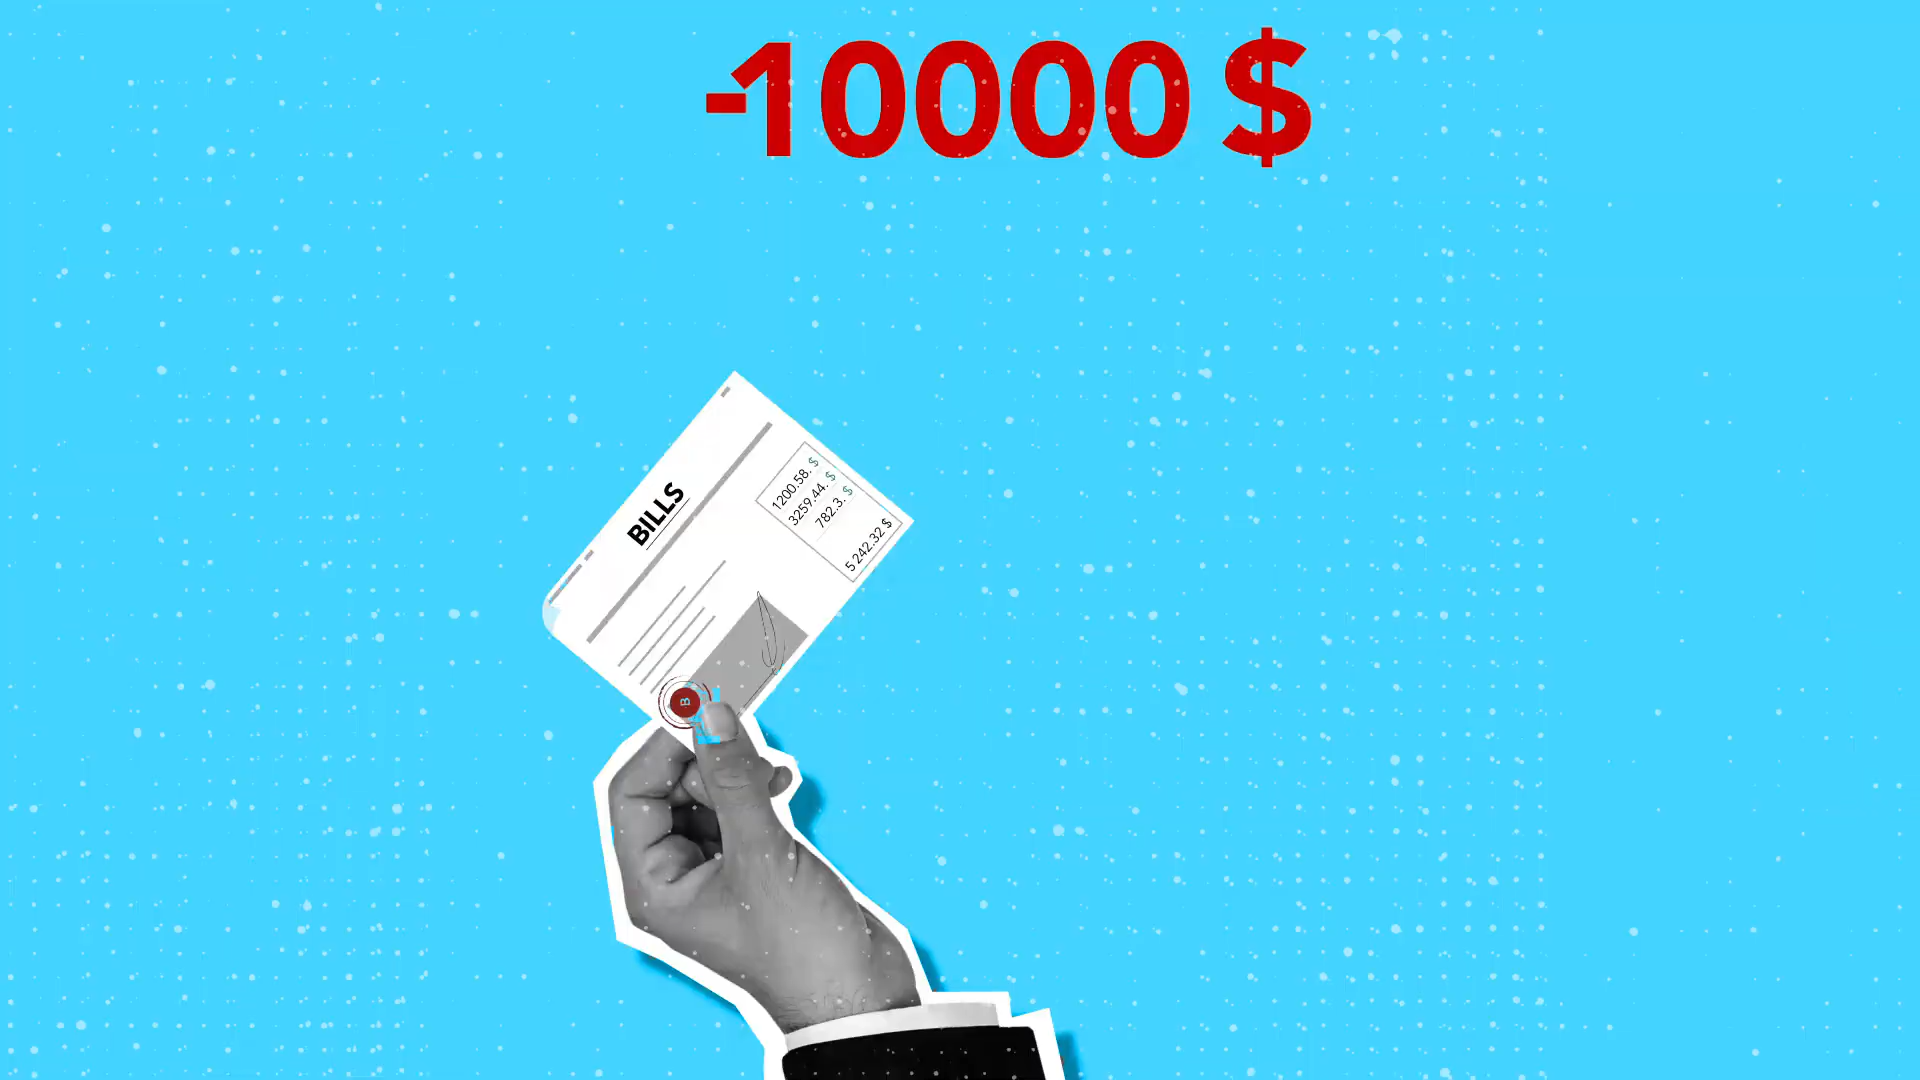 -10000 $
BILLS
1200.58. $
3259.44. $
782.3. $
5 242.32 $
B